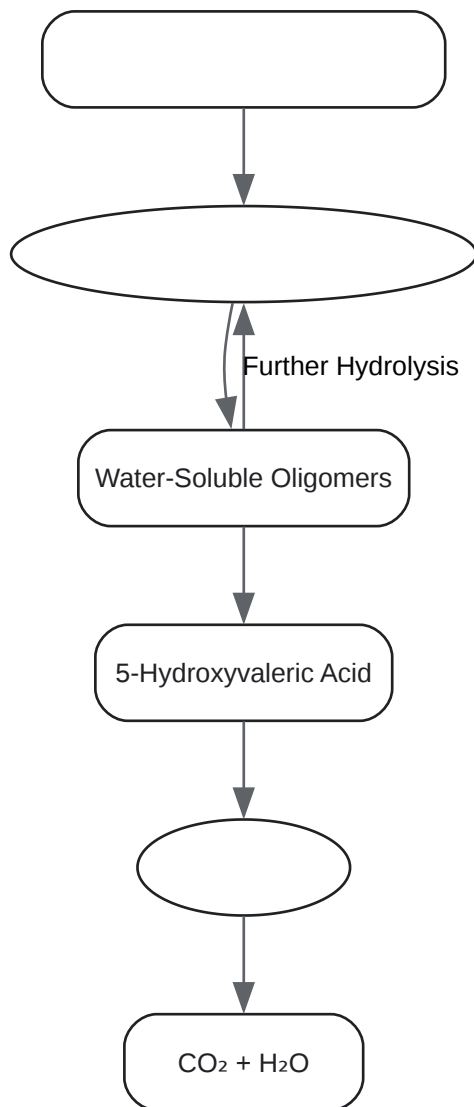 Further Hydrolysis
Water-Soluble Oligomers
5-Hydroxyvaleric Acid
CO₂ + H₂O